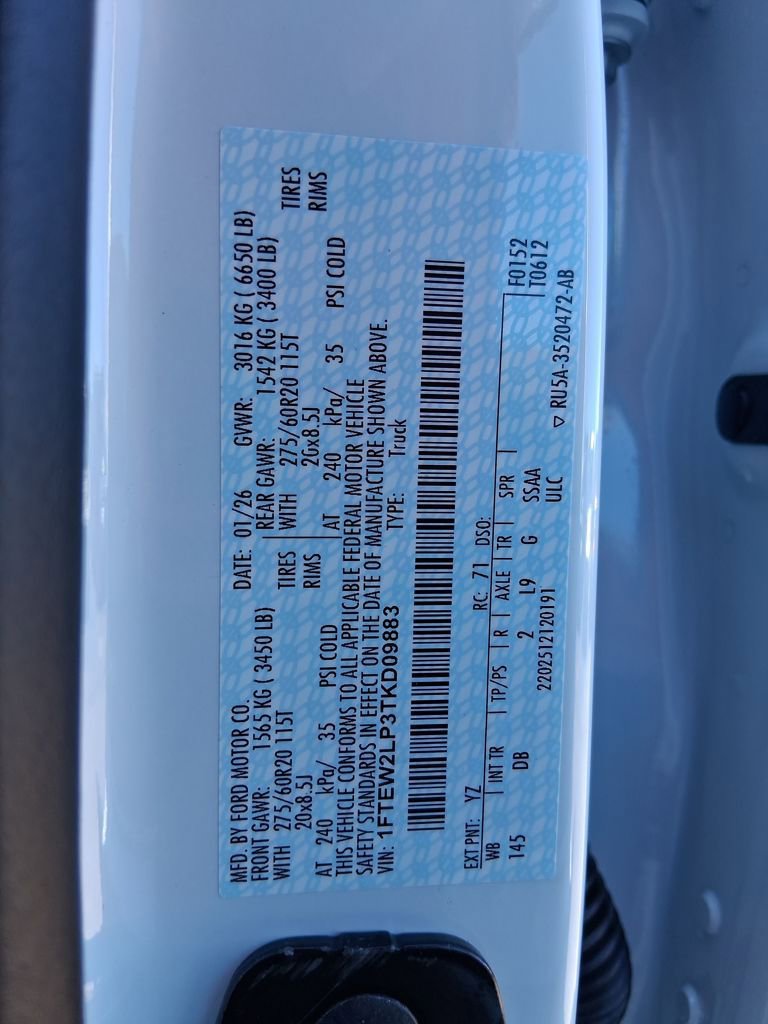 MFD. BY FORD MOTOR CO.
DATE: 01/26 GVWR: 3016 KG ( 6650 LB)
FRONT GAWR: 1565 KG ( 3450 LB) REAR GAWR: 1542 KG ( 3400 LB)
WITH 275/60R20 115T TIRES WITH 275/60R20 115T TIRES
20x8.5J RIMS 20x8.5J RIMS
AT 240 kPa/ 35 PSI COLD AT 240 kPa/ 35 PSI COLD
THIS VEHICLE CONFORMS TO ALL APPLICABLE FEDERAL MOTOR VEHICLE
SAFETY STANDARDS IN EFFECT ON THE DATE OF MANUFACTURE SHOWN ABOVE.
VIN: 1FTEW2LP3TKD09883 TYPE: Truck
EXT PNT: YZ RC: 71 DSO:
WB INT TR TP/PS R AXLE TR SPR F0152
145 DB 2 L9 G SSAA T0612
2202512120191 ULC ▽ RU5A-3520472-AB